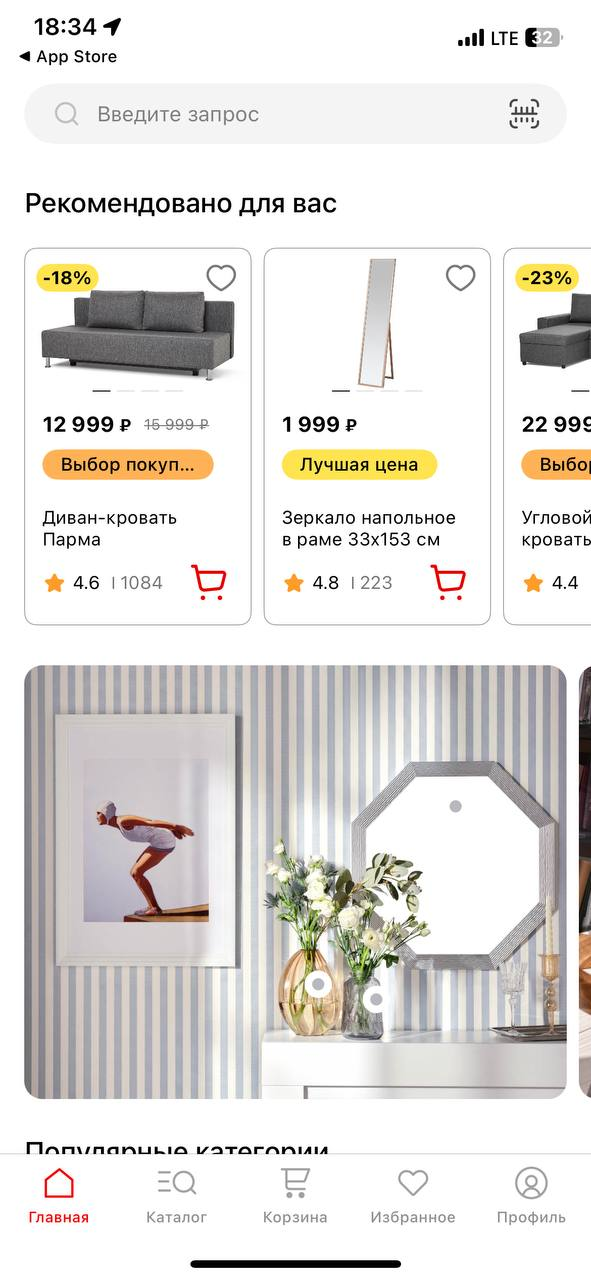 18:34
LTE 32
◀ App Store
Введите запрос
Рекомендовано для вас
-18%
-23%
12 999 ₽ 15 999 ₽
1 999 ₽
22 999
Выбор покуп...
Лучшая цена
Выбор
Диван-кровать
Парма
Зеркало напольное
в раме 33х153 см
Угловой
кровать
4.6 | 1084
4.8 | 223
4.4
Популярные категории
Главная
Каталог
Корзина
Избранное
Профиль